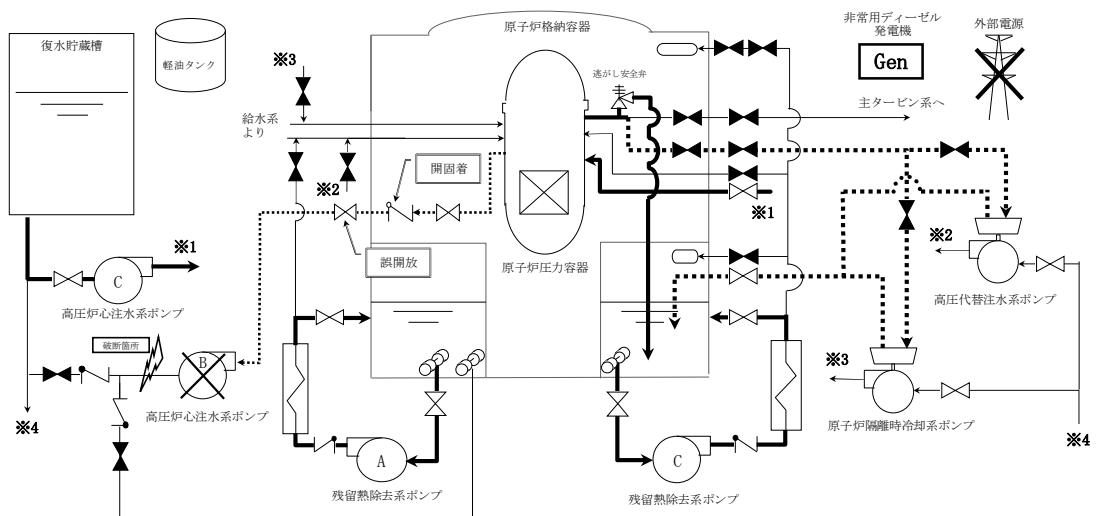 復水貯蔵槽
軽油タンク
原子炉格納容器
非常用ディーゼル
発電機
外部電源
Gen
※3
逃がし安全弁
給水系
より
主タービン系へ
開固着
※2
※1
誤開放
原子炉圧力容器
※1
C
高圧炉心注水系ポンプ
※2
高圧代替注水系ポンプ
破断箇所
B
高圧炉心注水系ポンプ
※3
原子炉隔離時冷却系ポンプ
※4
※4
A
残留熱除去系ポンプ
C
残留熱除去系ポンプ